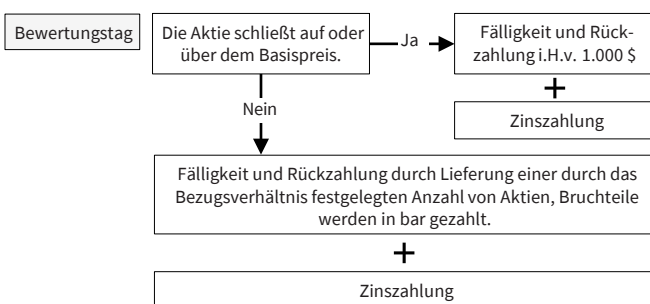 Bewertungstag
Die Aktie schließt auf oder
über dem Basispreis.
Ja
Fälligkeit und Rück-
zahlung i.H.v. 1.000 $
+
Zinszahlung
Nein
Fälligkeit und Rückzahlung durch Lieferung einer durch das
Bezugsverhältnis festgelegten Anzahl von Aktien, Bruchteile
werden in bar gezahlt.
+
Zinszahlung